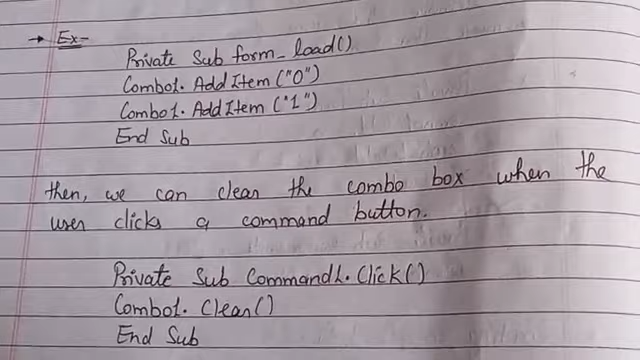 → Ex-
Private Sub form_load()
Combo1. AddItem ("0")
Combo1. AddItem ("1")
End Sub
then, we can clear the combo box when the
user clicks a command button.
Private Sub Command1.Click()
Combo1. Clear()
End Sub